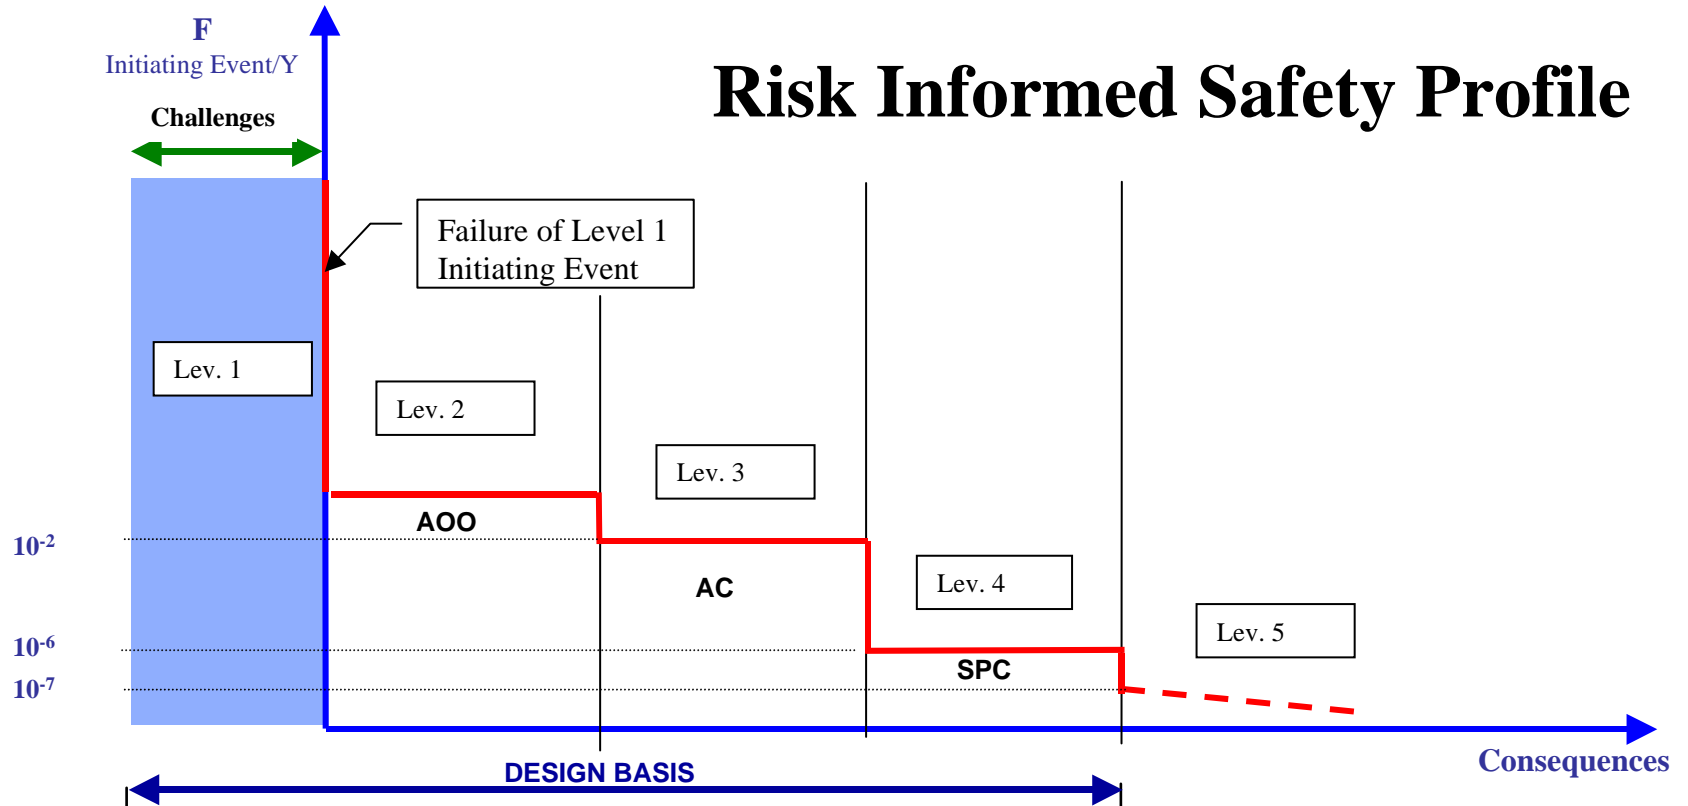 F
Initiating Event/Y
Risk Informed Safety Profile
Challenges
Failure of Level 1
Initiating Event
Lev. 1
Lev. 2
Lev. 3
AOO
10-2
AC
Lev. 4
Lev. 5
10-6
SPC
10-7
Consequences
DESIGN BASIS